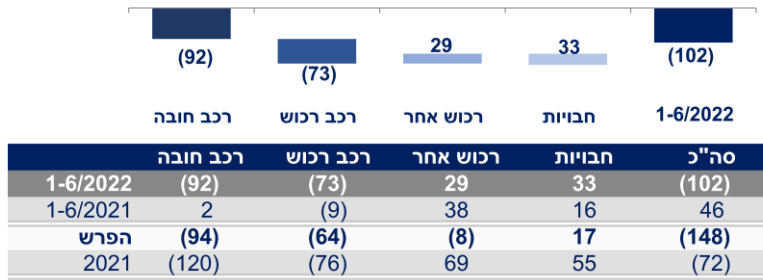 (92) (73) 29 33 (102)
רכב חובה רכב רכוש רכוש אחר חבויות 1-6/2022
רכב חובה רכב רכוש רכוש אחר חבויות סה"כ
1-6/2022 (92) (73) 29 33 (102)
1-6/2021 2 (9) 38 16 46
הפרש (94) (64) (8) 17 (148)
2021 (120) (76) 69 55 (72)